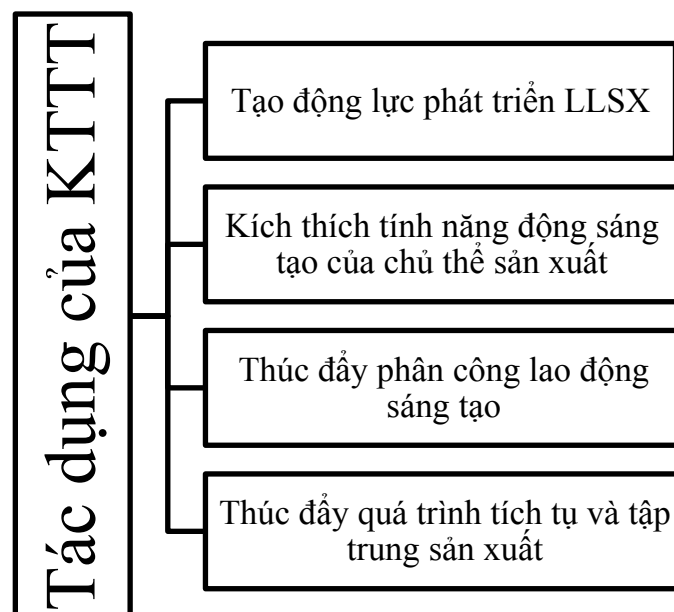 Tác dụng của KTTT
Tạo động lực phát triển LLSX
Kích thích tính năng động sáng
tạo của chủ thể sản xuất
Thúc đẩy phân công lao động
sáng tạo
Thúc đẩy quá trình tích tụ và tập
trung sản xuất